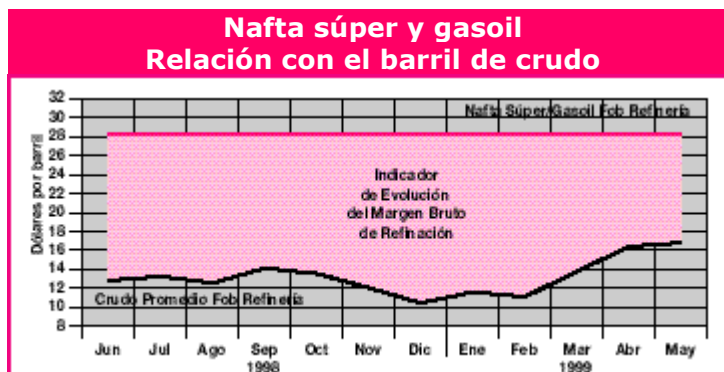 Nafta súper y gasoil
Relación con el barril de crudo
Dólares por barril
32
30
28
26
24
22
20
18
16
14
12
10
8
Nafta Súper/Gasoil Fob Refinería
Indicador
de Evolución
del Margen Bruto
de Refinación
Crudo Promedio Fob Refinería
Jun Jul Ago Sep Oct Nov Dic Ene Feb Mar Abr May
1998 1999